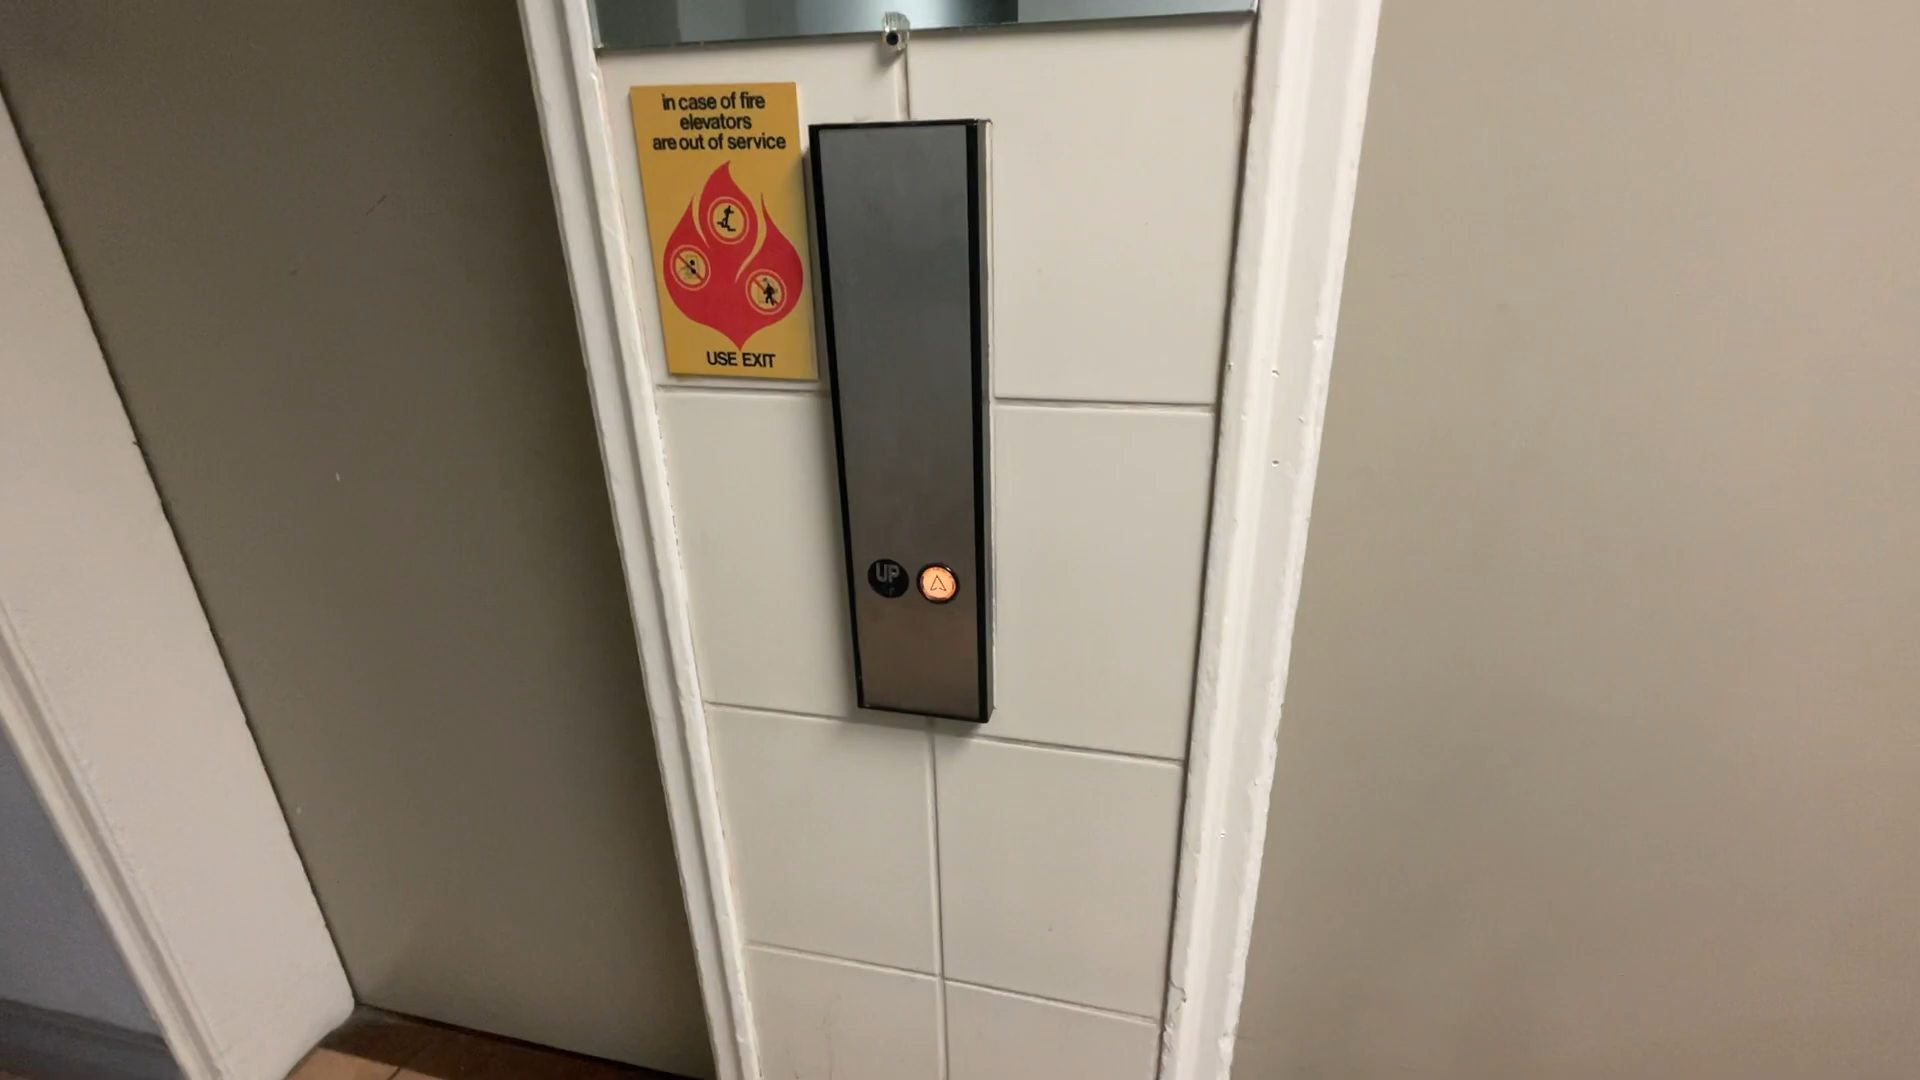 in case of fire
elevators
are out of service
USE EXIT
UP